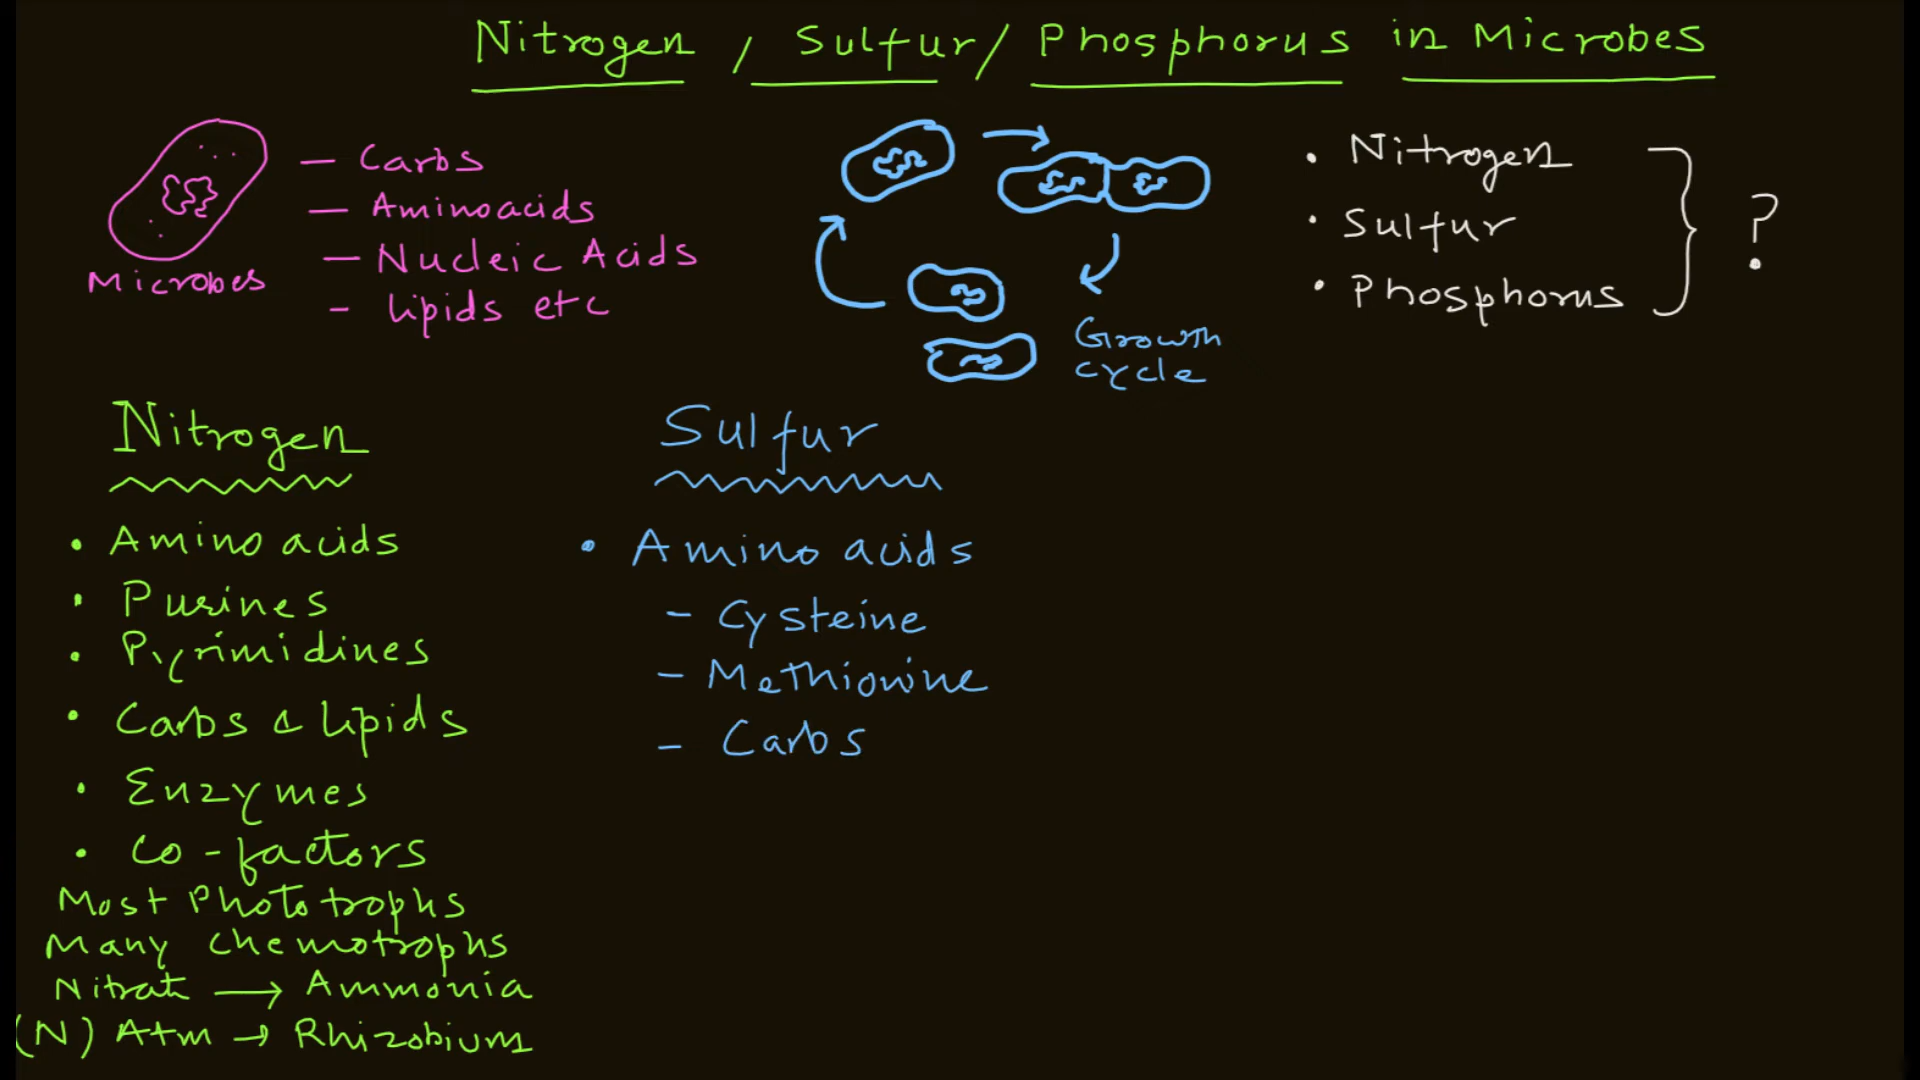 Nitrogen, Sulfur/Phosphorus in Microbes
Microbes
- Carbs
- Aminoacids
- Nucleic Acids
- Lipids etc
Growth
cycle
• Nitrogen
• Sulfur
• Phosphorus
?
Nitrogen
• Amino acids
• Purines
• Pyrimidines
• Carbs & Lipids
• Enzymes
• Co-factors
Most Phototrophs
Many Chemotrophs
Nitrat → Ammonia
(N) Atm → Rhizobium
Sulfur
• Amino acids
- Cysteine
- Methionine
- Carbs